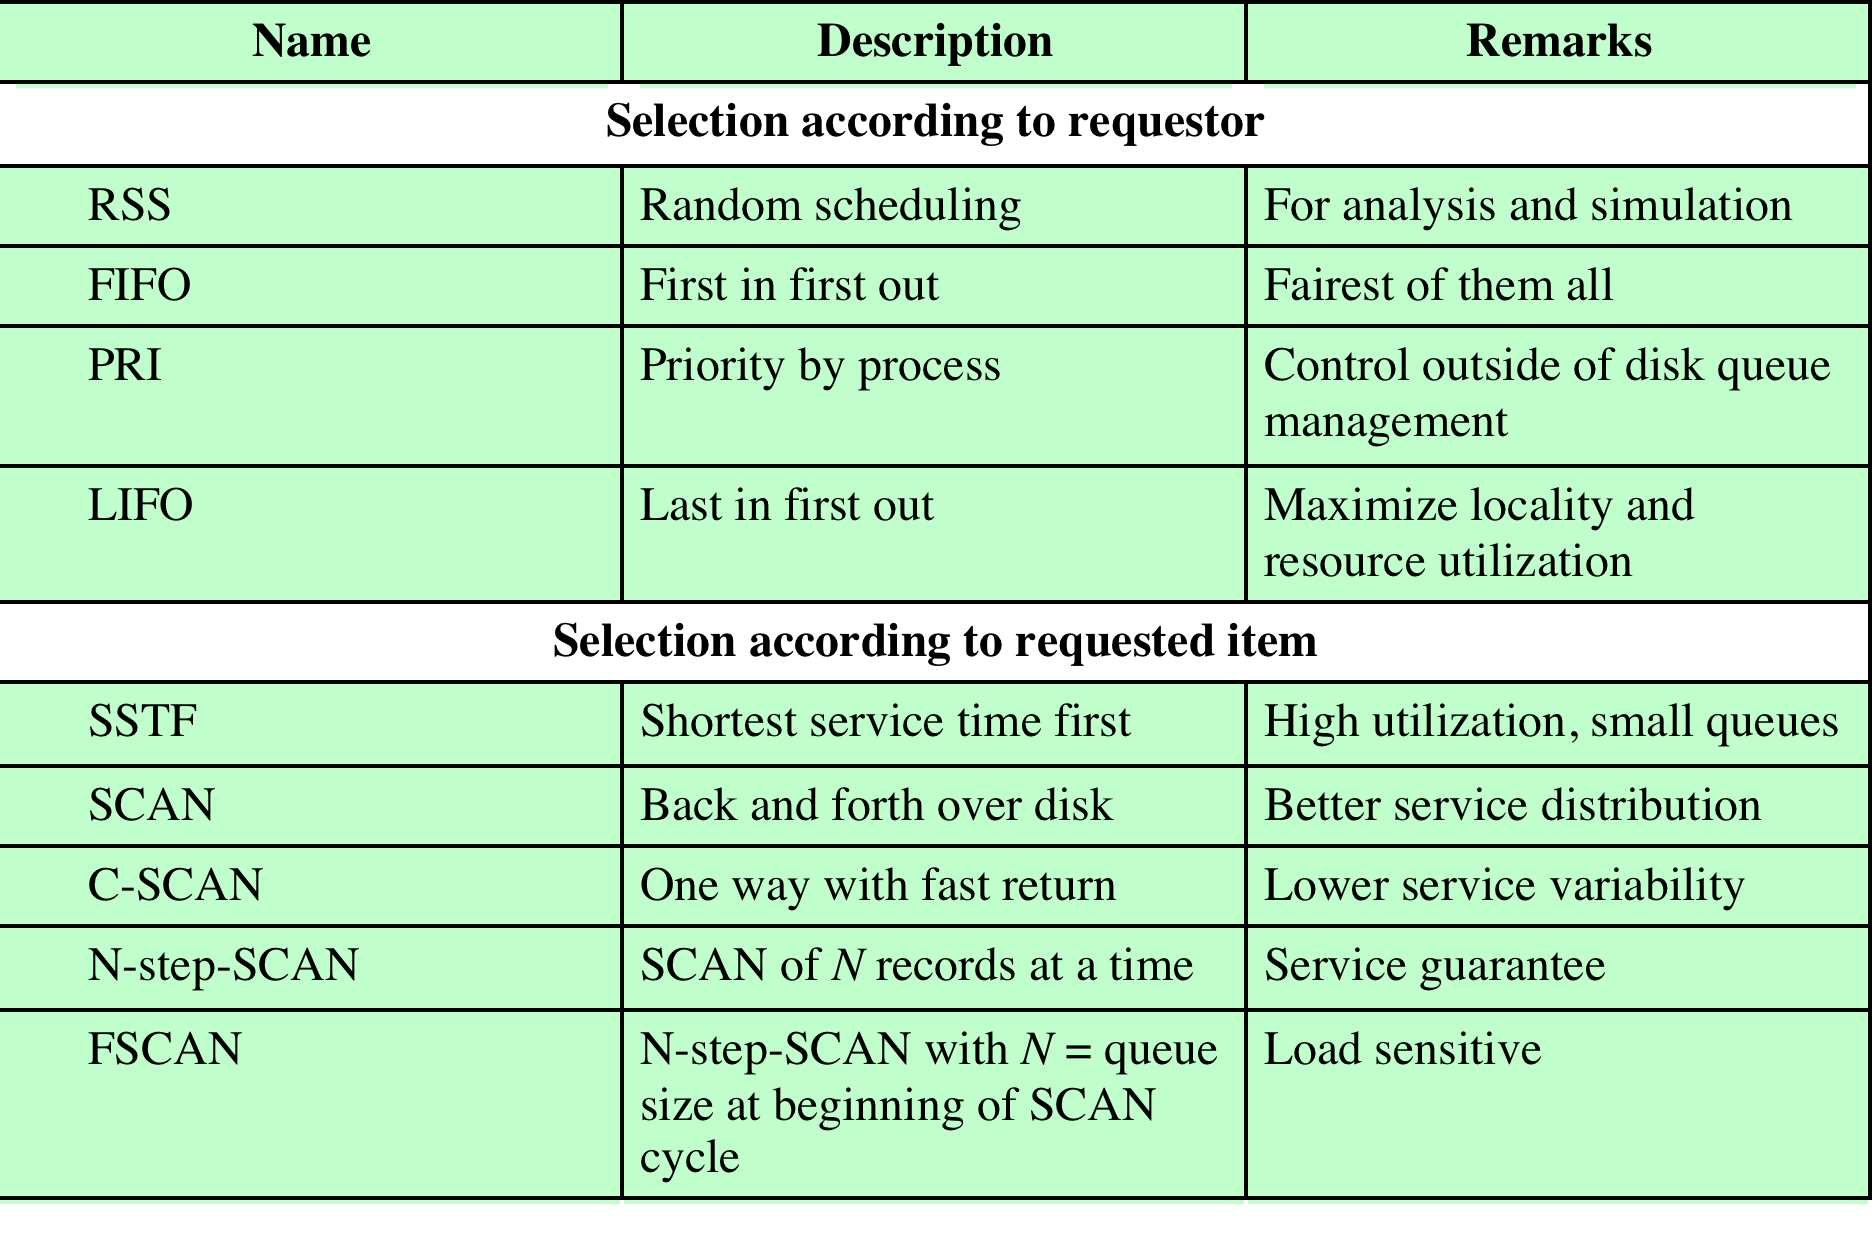 Name Description Remarks
Selection according to requestor
RSS Random scheduling For analysis and simulation
FIFO First in first out Fairest of them all
PRI Priority by process Control outside of disk queue
management
LIFO Last in first out Maximize locality and
resource utilization
Selection according to requested item
SSTF Shortest service time first High utilization, small queues
SCAN Back and forth over disk Better service distribution
C-SCAN One way with fast return Lower service variability
N-step-SCAN SCAN of N records at a time Service guarantee
FSCAN N-step-SCAN with N = queue Load sensitive
size at beginning of SCAN
cycle